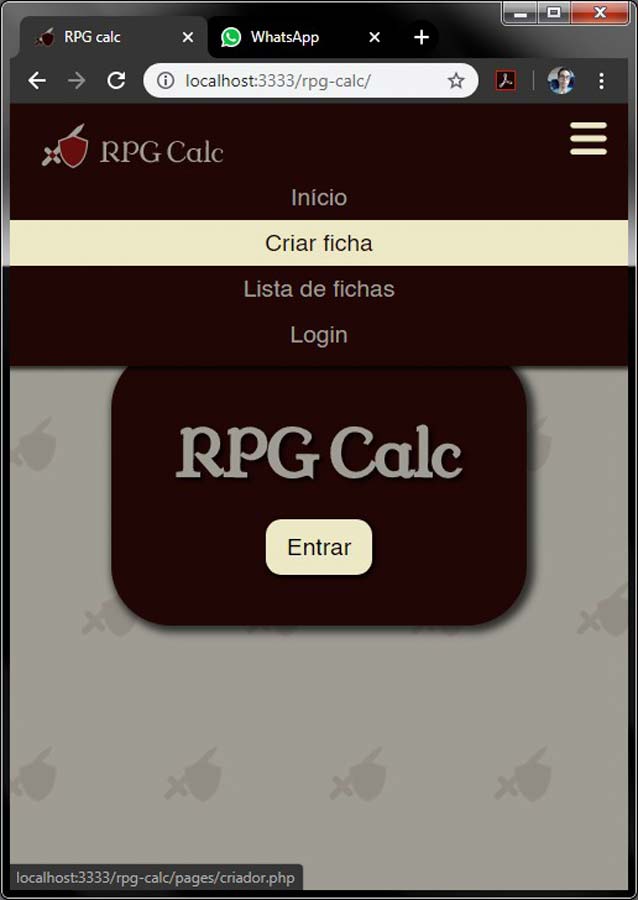 RPG calc
WhatsApp
localhost:3333/rpg-calc/
RPG Calc
Início
Criar ficha
Lista de fichas
Login
RPG Calc
Entrar
localhost:3333/rpg-calc/pages/criador.php